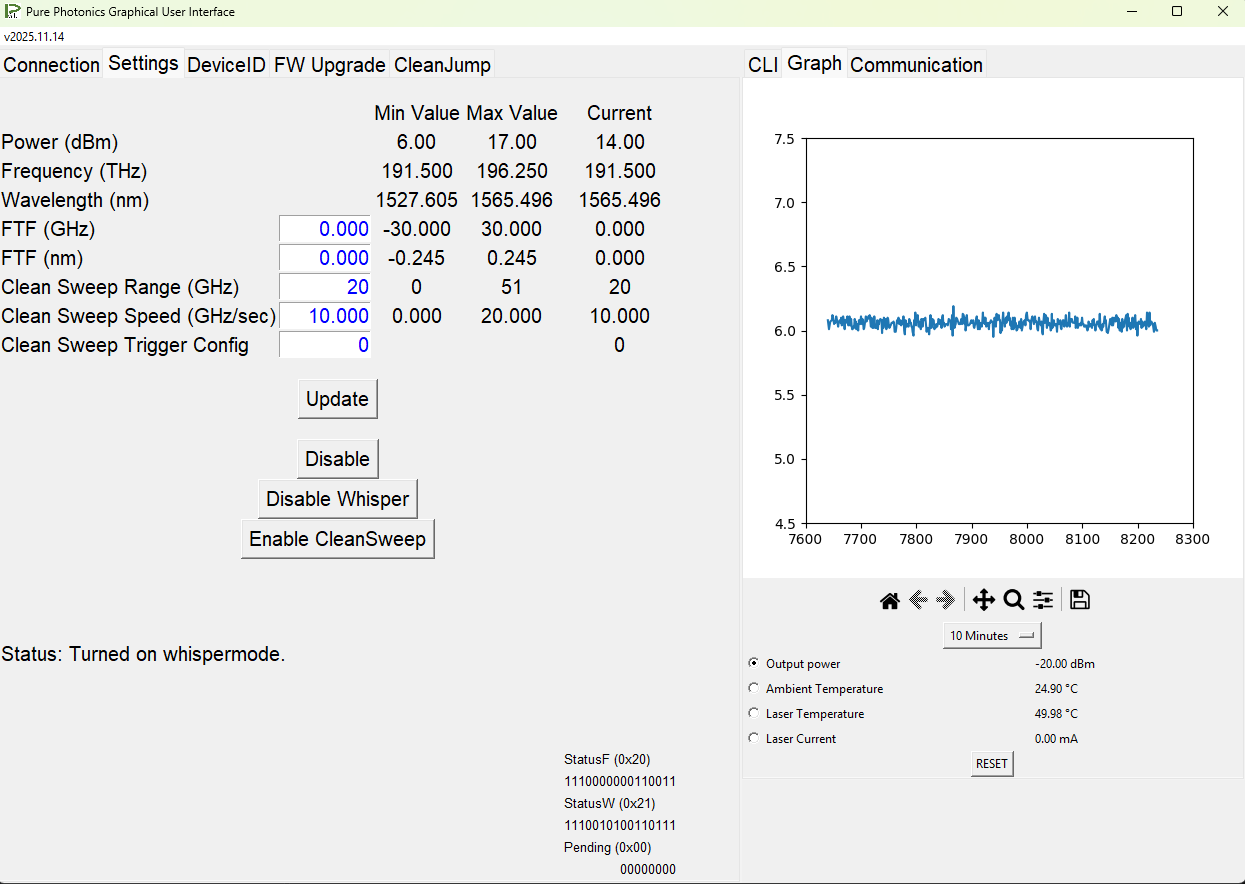 Pure Photonics Graphical User Interface
v2025.11.14
Connection Settings DeviceID FW Upgrade CleanJump
Min Value Max Value Current
Power (dBm) 6.00 17.00 14.00
Frequency (THz) 191.500 196.250 191.500
Wavelength (nm) 1527.605 1565.496 1565.496
FTF (GHz) 0.000 -30.000 30.000 0.000
FTF (nm) 0.000 -0.245 0.245 0.000
Clean Sweep Range (GHz) 20 0 51 20
Clean Sweep Speed (GHz/sec) 10.000 0.000 20.000 10.000
Clean Sweep Trigger Config 0 0
Update
Disable
Disable Whisper
Enable CleanSweep
Status: Turned on whispermode.
StatusF (0x20)
1110000000110011
StatusW (0x21)
1110010100110111
Pending (0x00)
00000000
CLI Graph Communication
7.5
7.0
6.5
6.0
5.5
5.0
4.5
7600 7700 7800 7900 8000 8100 8200 8300
10 Minutes
Output power -20.00 dBm
Ambient Temperature 24.90 °C
Laser Temperature 49.98 °C
Laser Current 0.00 mA
RESET